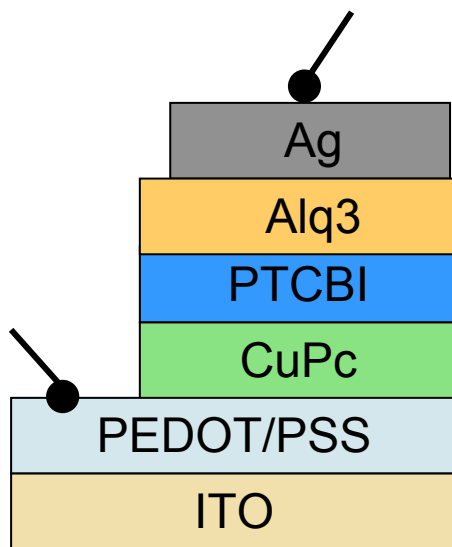 Ag
Alq3
PTCBI
CuPc
PEDOT/PSS
ITO